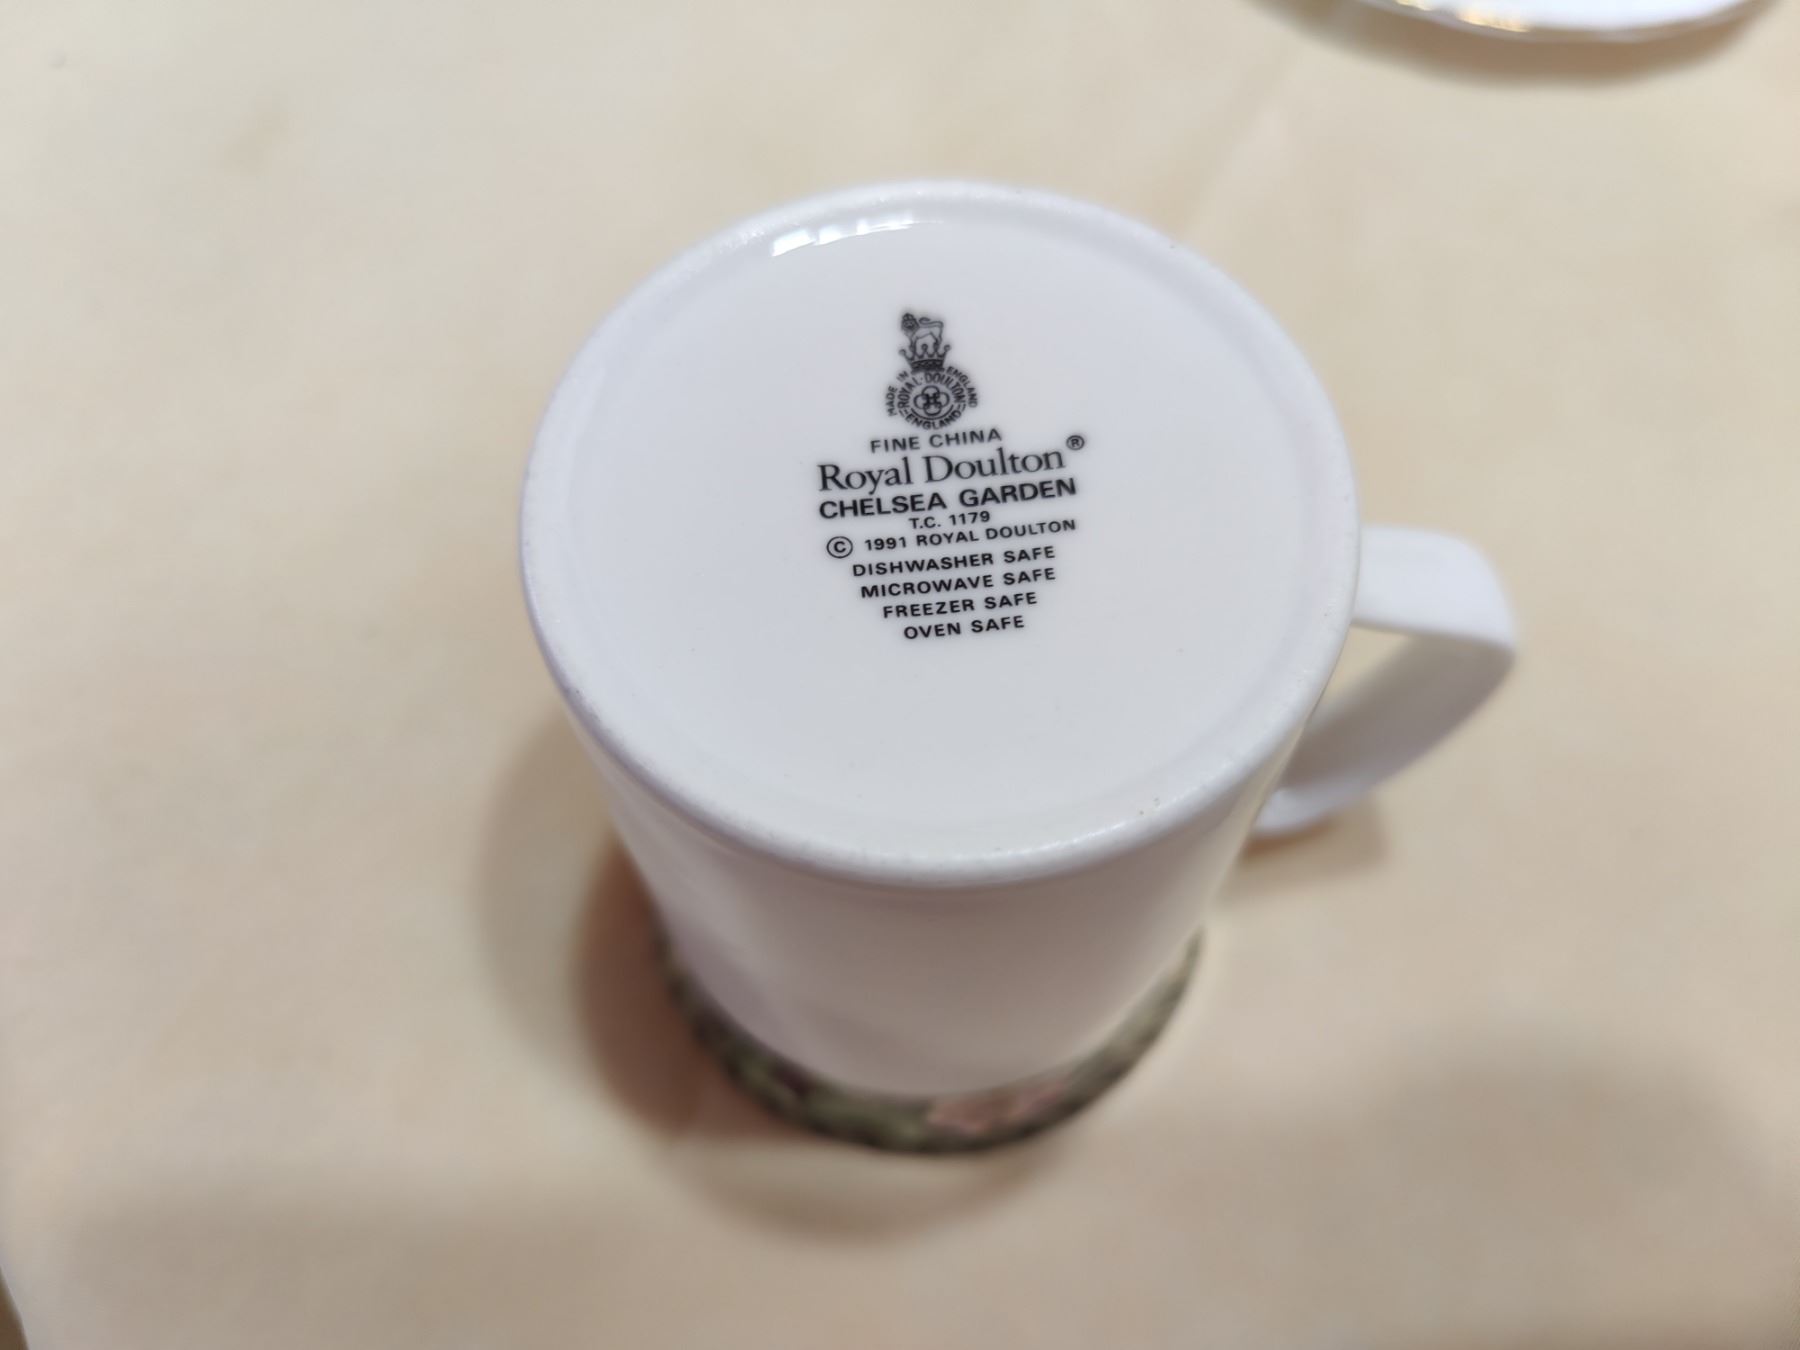 MADE IN ENGLAND
ROYAL·DOULTON
ENGLAND
FINE CHINA
Royal Doulton®
CHELSEA GARDEN
T.C. 1179
© 1991 ROYAL DOULTON
DISHWASHER SAFE
MICROWAVE SAFE
FREEZER SAFE
OVEN SAFE